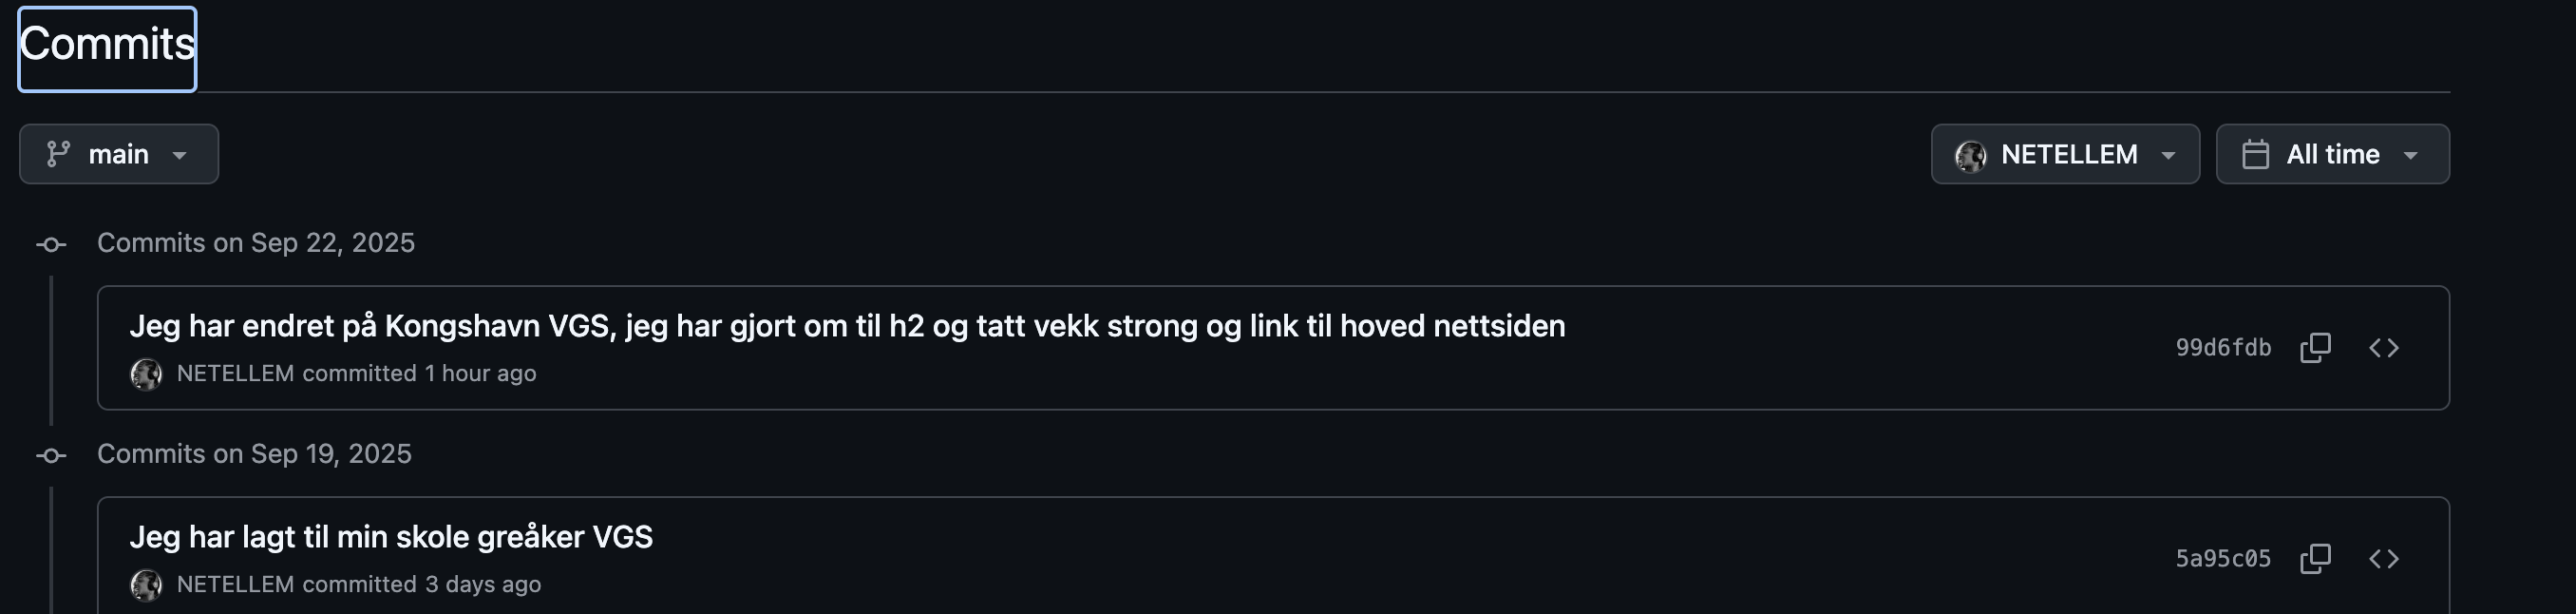 Commits
main
NETELLEM
All time
Commits on Sep 22, 2025
Jeg har endret på Kongshavn VGS, jeg har gjort om til h2 og tatt vekk strong og link til hoved nettsiden
99d6fdb
NETELLEM committed 1 hour ago
Commits on Sep 19, 2025
Jeg har lagt til min skole greåker VGS
5a95c05
NETELLEM committed 3 days ago